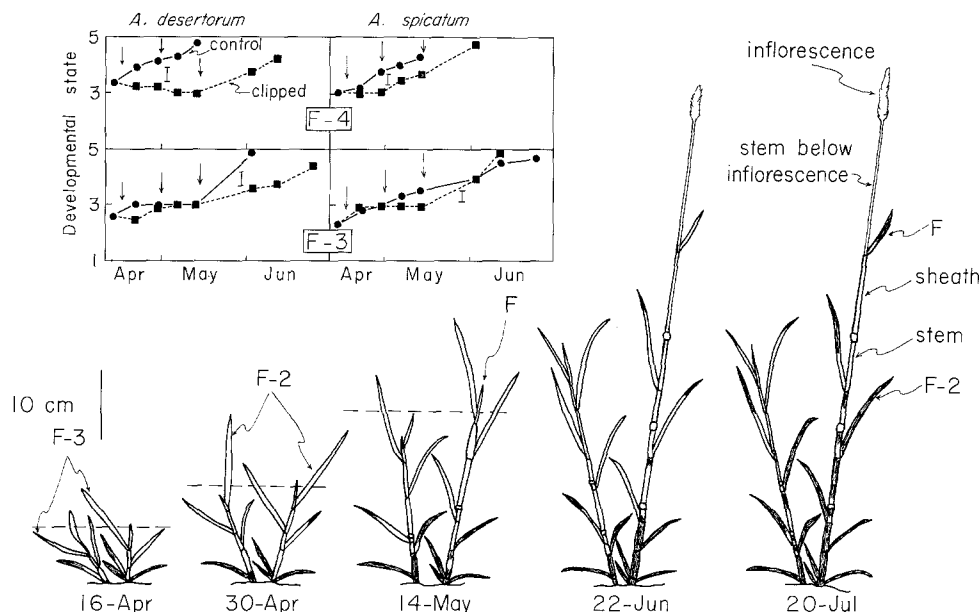 A. desertorum
A. spicatum
Developmental state
5
3
5
3
1
control
clipped
F-4
F-3
Apr
May
Jun
Apr
May
Jun
inflorescence
stem below
inflorescence
F
sheath
stem
F-2
F
F-2
F-3
10 cm
16-Apr
30-Apr
14-May
22-Jun
20-Jul